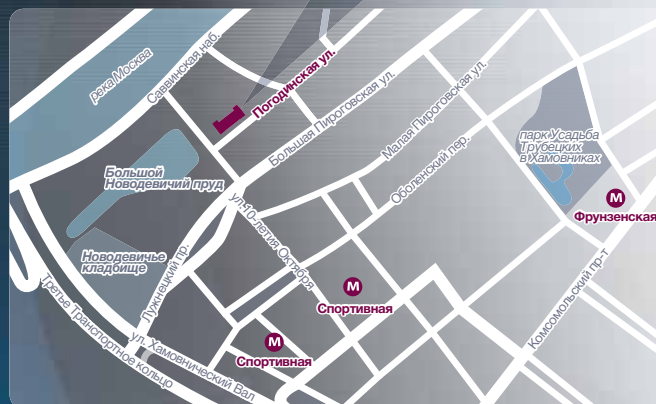 река Москва
Саввинская наб.
Погодинская ул.
Большая Пироговская ул.
Малая Пироговская ул.
Оболенский пер.
парк Усадьба
Трубецких
в Хамовниках
М
Фрунзенская
Большой
Новодевичий пруд
ул.10-летия Октября
Новодевичье
кладбище
Лужнецкий пр.
М
Спортивная
Комсомольский пр-т
М
Спортивная
Третье Транспортное кольцо
ул. Хамовнический Вал